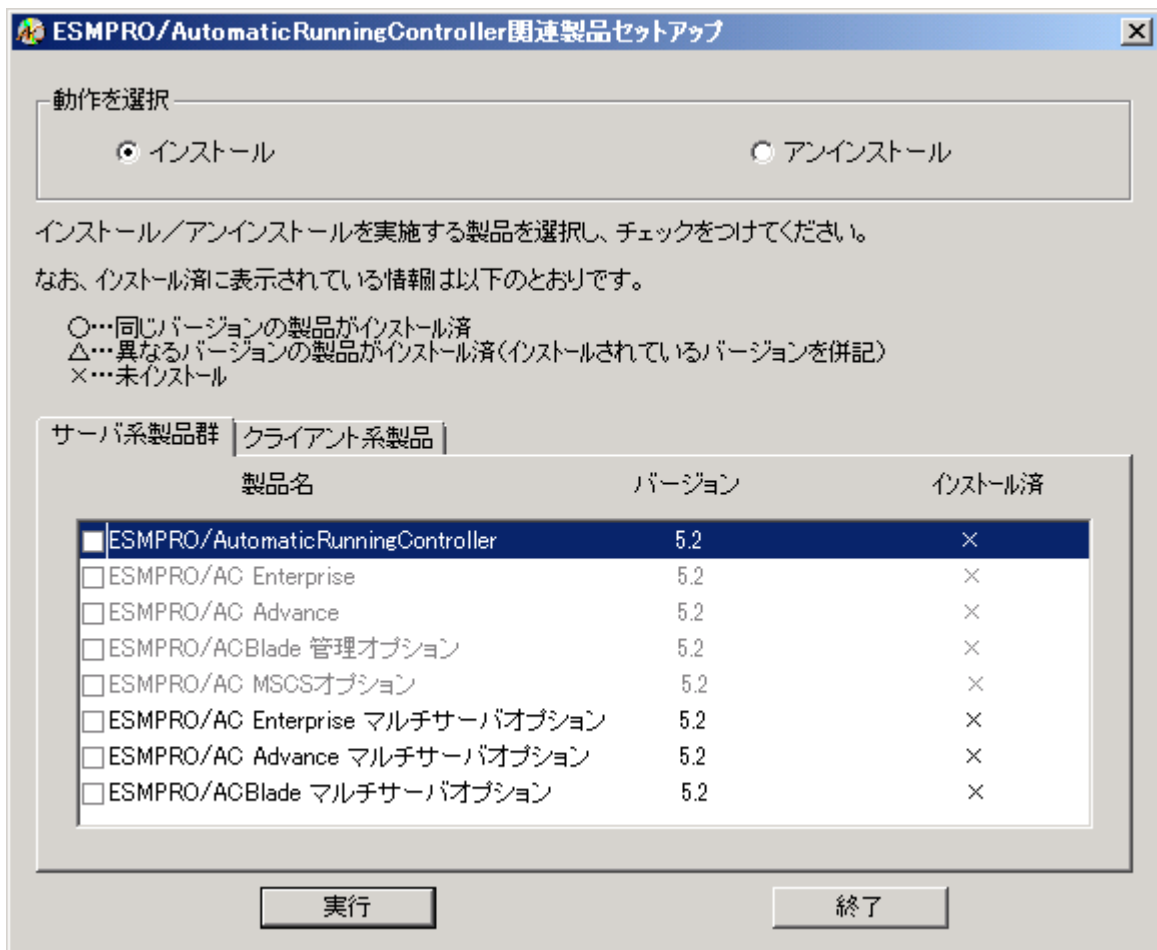 ESMPRO/AutomaticRunningController関連製品セットアップ
動作を選択
インストール アンインストール
インストール／アンインストールを実施する製品を選択し、チェックをつけてください。
なお、インストール済に表示されている情報は以下のとおりです。
○…同じバージョンの製品がインストール済
△…異なるバージョンの製品がインストール済(インストールされているバージョンを併記)
×…未インストール
サーバ系製品群 クライアント系製品
製品名 バージョン インストール済
ESMPRO/AutomaticRunningController 5.2 ×
ESMPRO/AC Enterprise 5.2 ×
ESMPRO/AC Advance 5.2 ×
ESMPRO/ACBlade 管理オプション 5.2 ×
ESMPRO/AC MSCSオプション 5.2 ×
ESMPRO/AC Enterprise マルチサーバオプション 5.2 ×
ESMPRO/AC Advance マルチサーバオプション 5.2 ×
ESMPRO/ACBlade マルチサーバオプション 5.2 ×
実行 終了